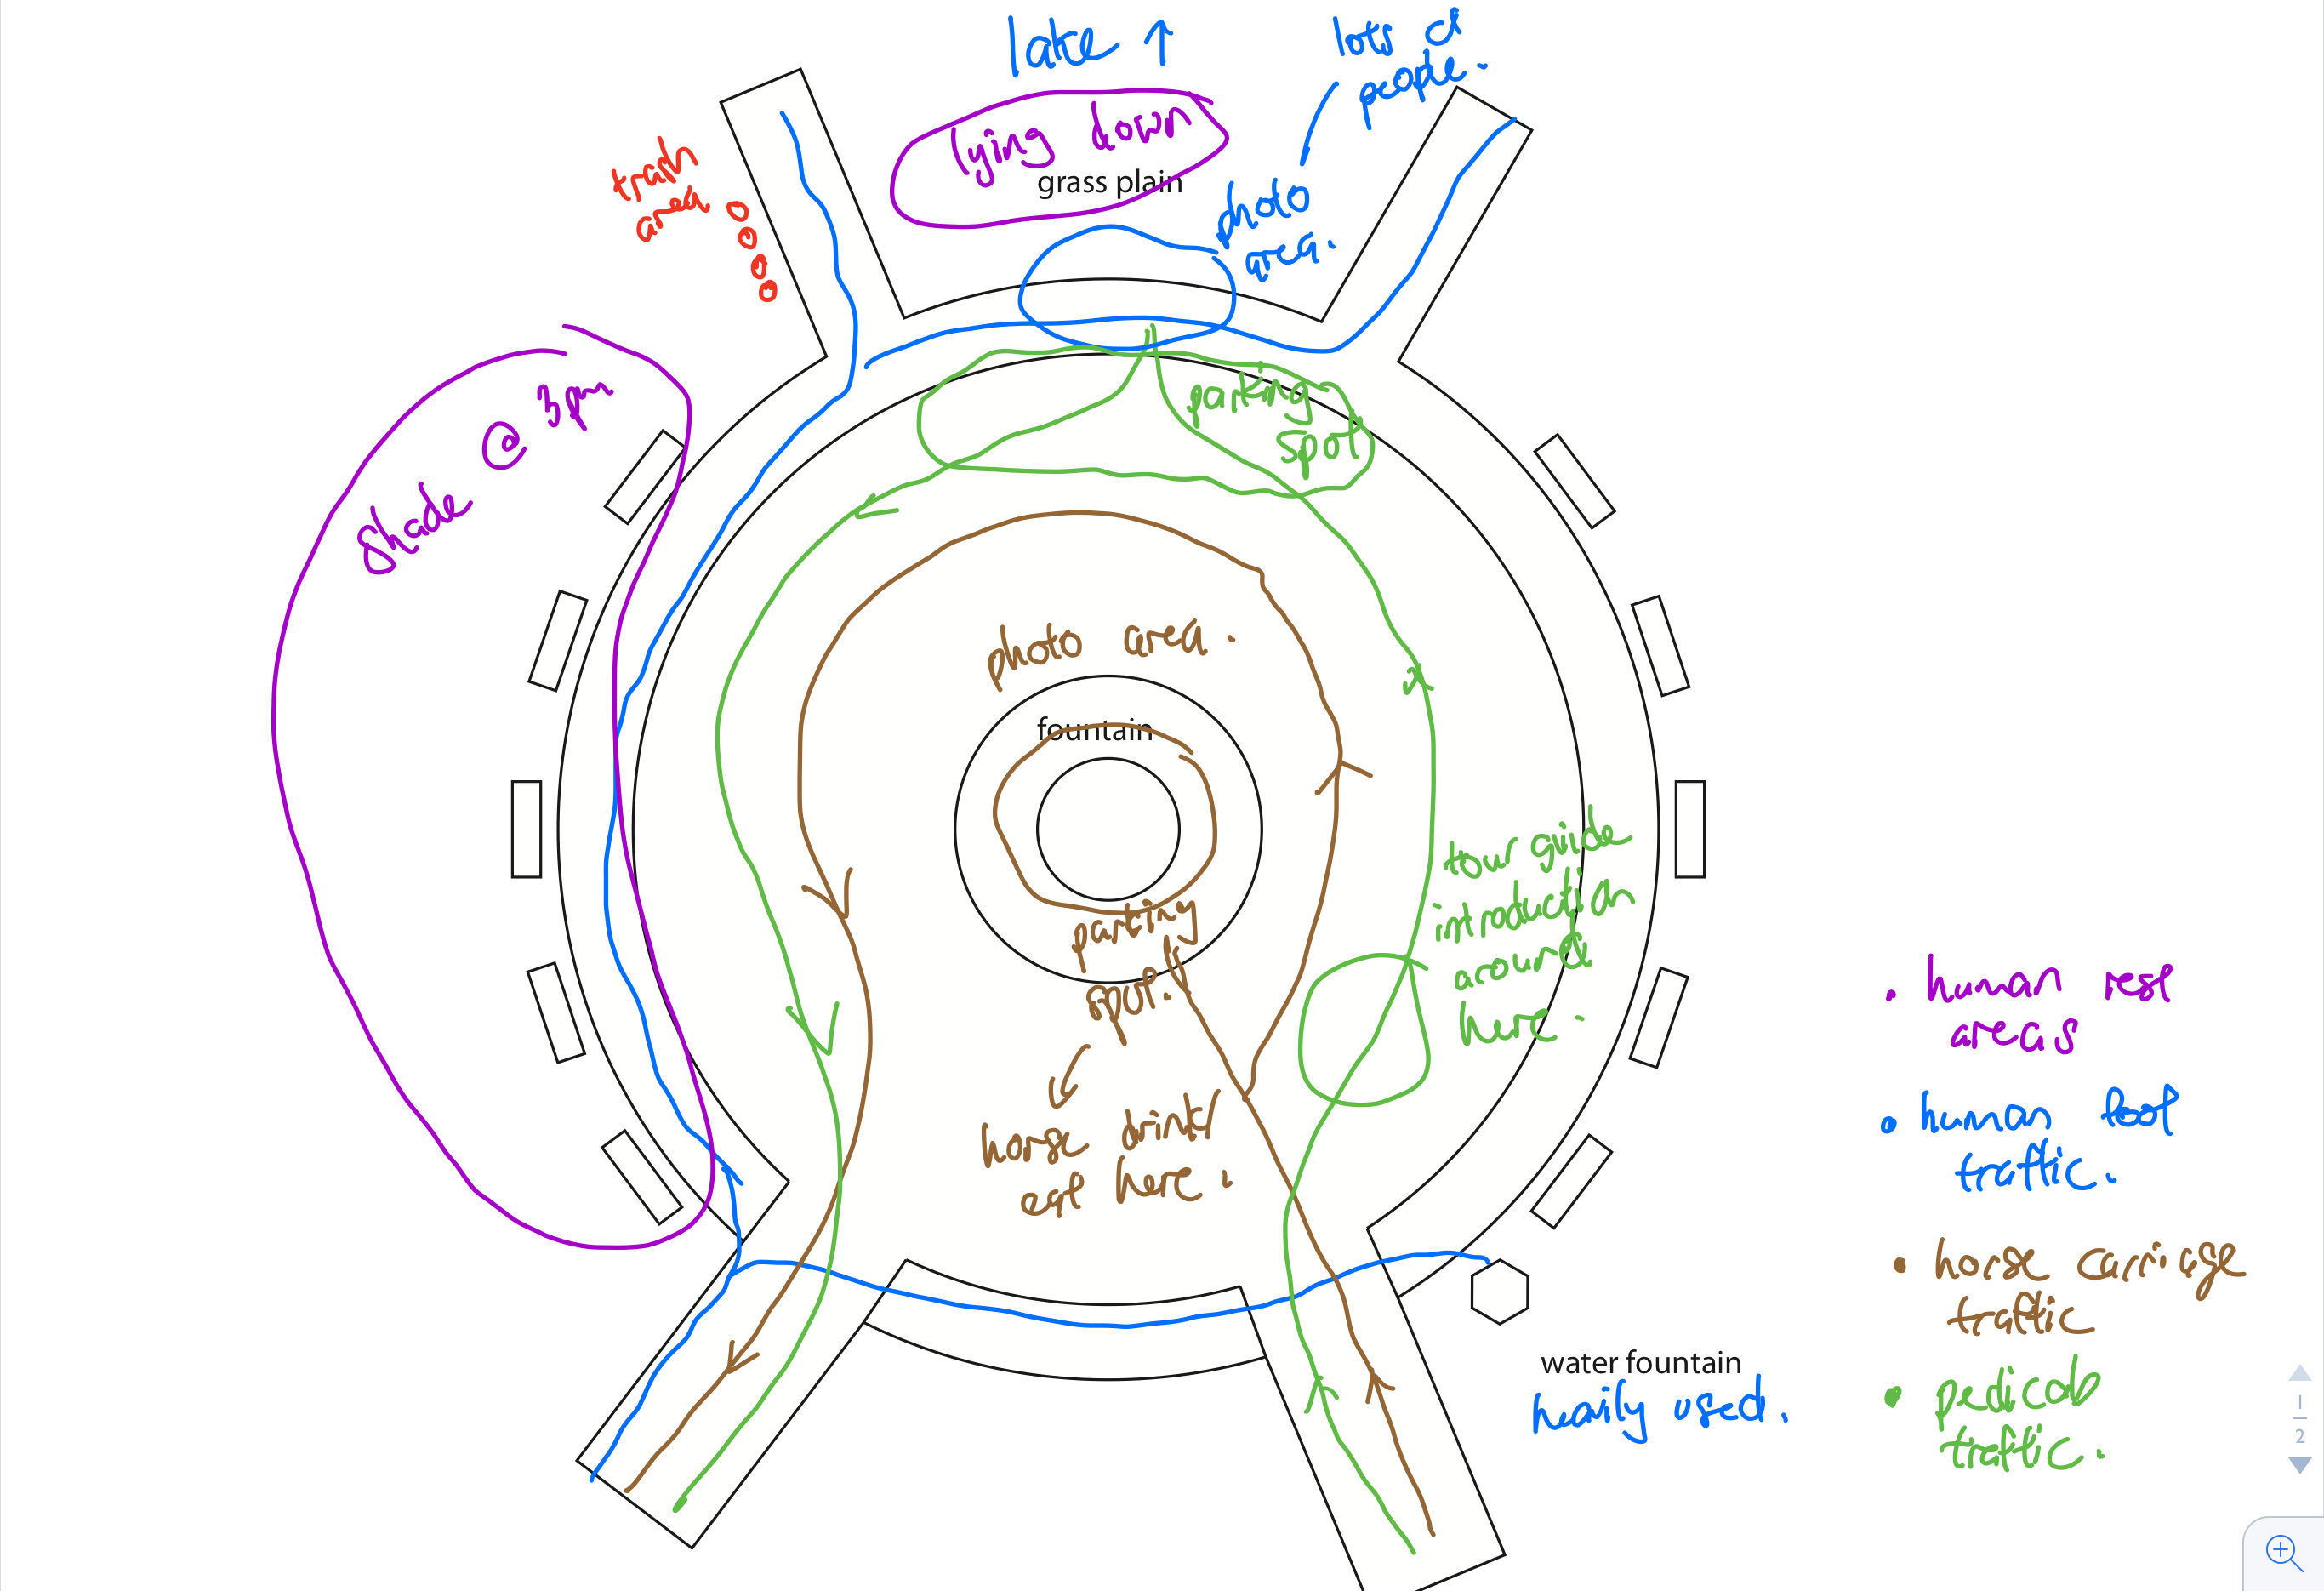 lake ↑
lots of
people.
lying down
grass plain
trash
area
photo
area.
shade @ 3pm
parking
spot
photo area.
fountain
parking
spot.
horse drink
at here.
tour guide
introduction
around
here.
water fountain
heavily used.
• human rest
areas
• human foot
traffic.
• horse carriage
traffic
• pedicab
traffic.
1
2